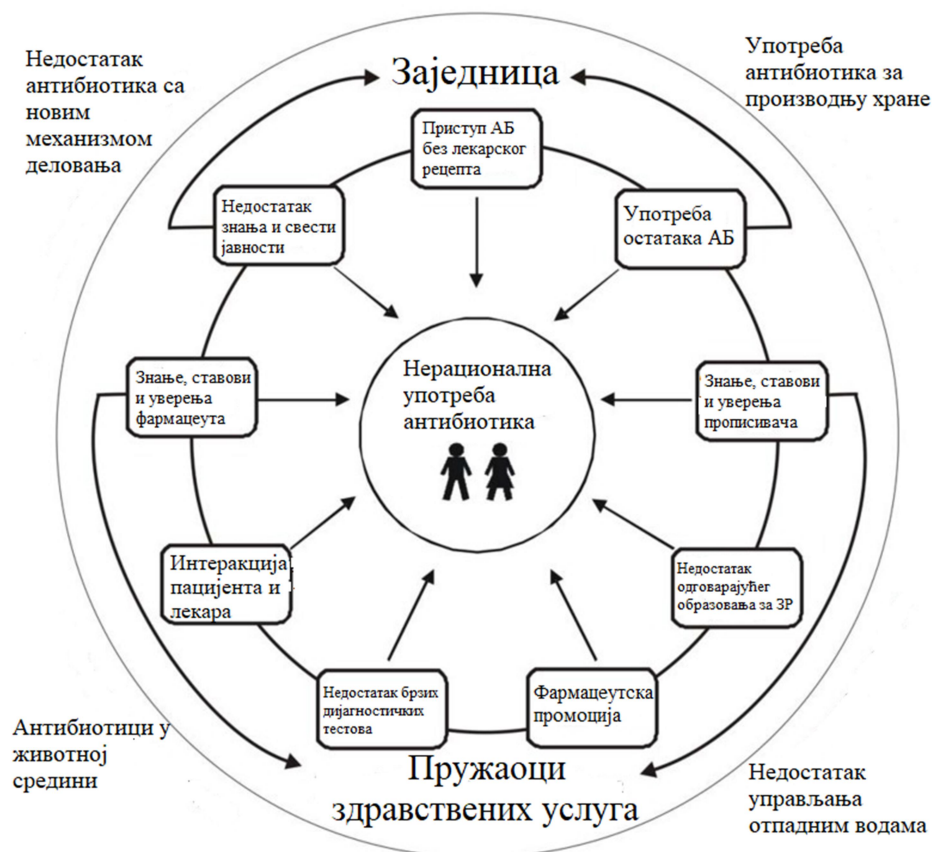 Недостатак
антибиотика са
новим
механизмом
деловања
Заједница
Употреба
антибиотика за
производњу хране
Приступ АБ
без лекарског
рецепта
Недостатак
знања и свести
јавности
Употреба
остатака АБ
Знање, ставови
и уверења
фармацеута
Нерационална
употреба
антибиотика
Знање, ставови
и уверења
прописивача
Интеракција
пацијента и
лекара
Недостатак
одговарајућег
образовања за ЗР
Недостатак брзих
дијагностичких
тестова
Фармацеутска
промоција
Антибиотици у
животној
средини
Пружаоци
здравствених услуга
Недостатак
управљања
отпадним водама